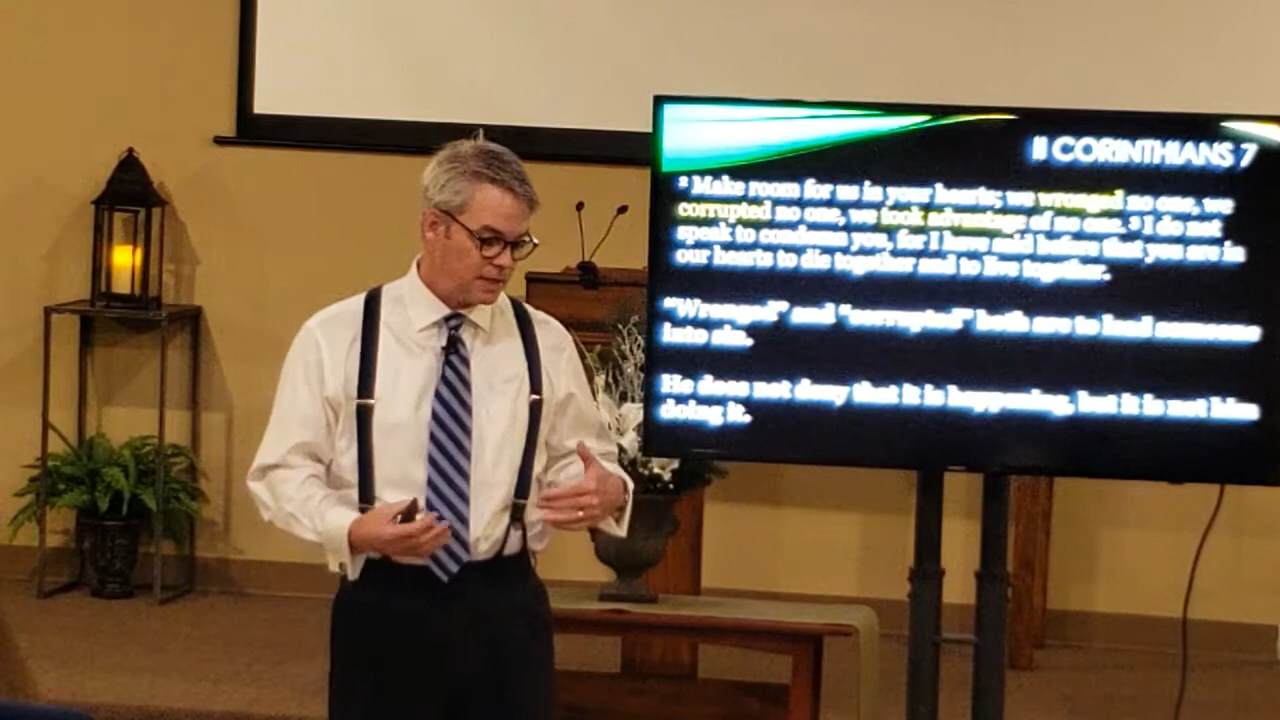 II CORINTHIANS 7
² Make room for us in your hearts; we wronged no one, we
corrupted no one, we took advantage of no one. ³ I do not
speak to condemn you, for I have said before that you are in
our hearts to die together and to live together.
“Wronged” and “corrupted” both are to lead someone
into sin.
He does not deny that it is happening, but it is not him
doing it.